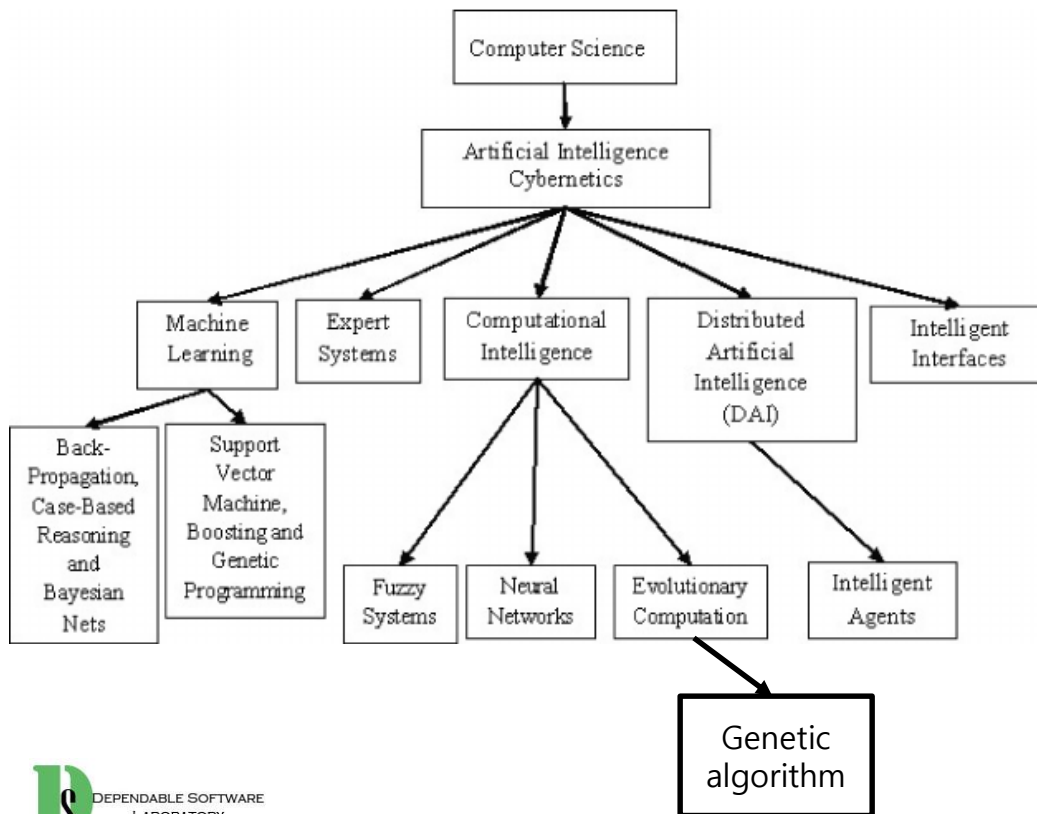 Computer Science
Artificial Intelligence
Cybernetics
Machine
Learning
Expert
Systems
Computational
Intelligence
Distributed
Artificial
Intelligence
(DAI)
Intelligent
Interfaces
Back-
Propagation,
Case-Based
Reasoning
and
Bayesian
Nets
Support
Vector
Machine,
Boosting and
Genetic
Programming
Fuzzy
Systems
Neural
Networks
Evolutionary
Computation
Intelligent
Agents
Genetic
algorithm
DEPENDABLE SOFTWARE
LABORATORY